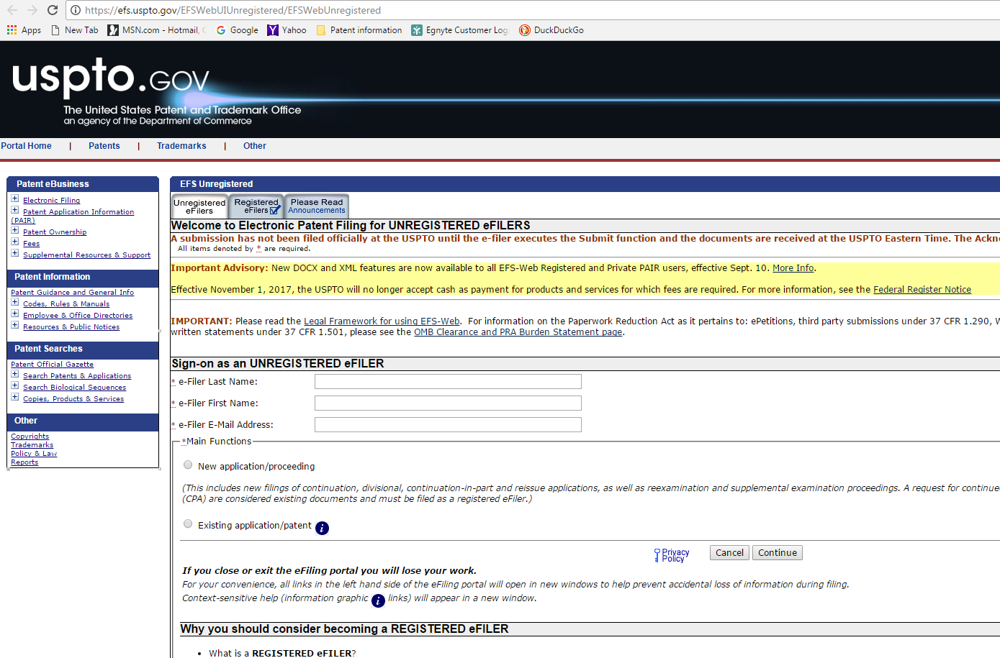 https://efs.uspto.gov/EFSWebUIUnregistered/EFSWebUnregistered
Apps New Tab MSN.com - Hotmail, Google Yahoo Patent information Egnyte Customer Log DuckDuckGo
uspto.GOV
The United States Patent and Trademark Office
an agency of the Department of Commerce
Portal Home | Patents | Trademarks | Other
Patent eBusiness
Electronic Filing
Patent Application Information
(PAIR)
Patent Ownership
Fees
Supplemental Resources & Support
Patent Information
Patent Guidance and General Info
Codes, Rules & Manuals
Employee & Office Directories
Resources & Public Notices
Patent Searches
Patent Official Gazette
Search Patents & Applications
Search Biological Sequences
Copies, Products & Services
Other
Copyrights
Trademarks
Policy & Law
Reports
EFS Unregistered
Unregistered
eFilers
Registered
eFilers
Please Read
Announcements
Welcome to Electronic Patent Filing for UNREGISTERED eFILERS
A submission has not been filed officially at the USPTO until the e-filer executes the Submit function and the documents are received at the USPTO Eastern Time. The
All items denoted by * are required.
Important Advisory: New DOCX and XML features are now available to all EFS-Web Registered and Private PAIR users, effective Sept. 10. More Info.
Effective November 1, 2017, the USPTO will no longer accept cash as payment for products and services for which fees are required. For more information, see the Federal Register Notice
IMPORTANT: Please read the Legal Framework for using EFS-Web. For information on the Paperwork Reduction Act as it pertains to: ePetitions, third party submissions under 37 CFR 1.290,
written statements under 37 CFR 1.501, please see the OMB Clearance and PRA Burden Statement page.
Sign-on as an UNREGISTERED eFILER
* e-Filer Last Name:
* e-Filer First Name:
* e-Filer E-Mail Address:
*Main Functions
New application/proceeding
(This includes new filings of continuation, divisional, continuation-in-part and reissue applications, as well as reexamination and supplemental examination proceedings. A request for continue
(CPA) are considered existing documents and must be filed as a registered eFiler.)
Existing application/patent i
Privacy
Policy
Cancel Continue
If you close or exit the eFiling portal you will lose your work.
For your convenience, all links in the left hand side of the eFiling portal will open in new windows to help prevent accidental loss of information during filing.
Context-sensitive help (information graphic i links) will appear in a new window.
Why you should consider becoming a REGISTERED eFILER
• What is a REGISTERED eFILER?